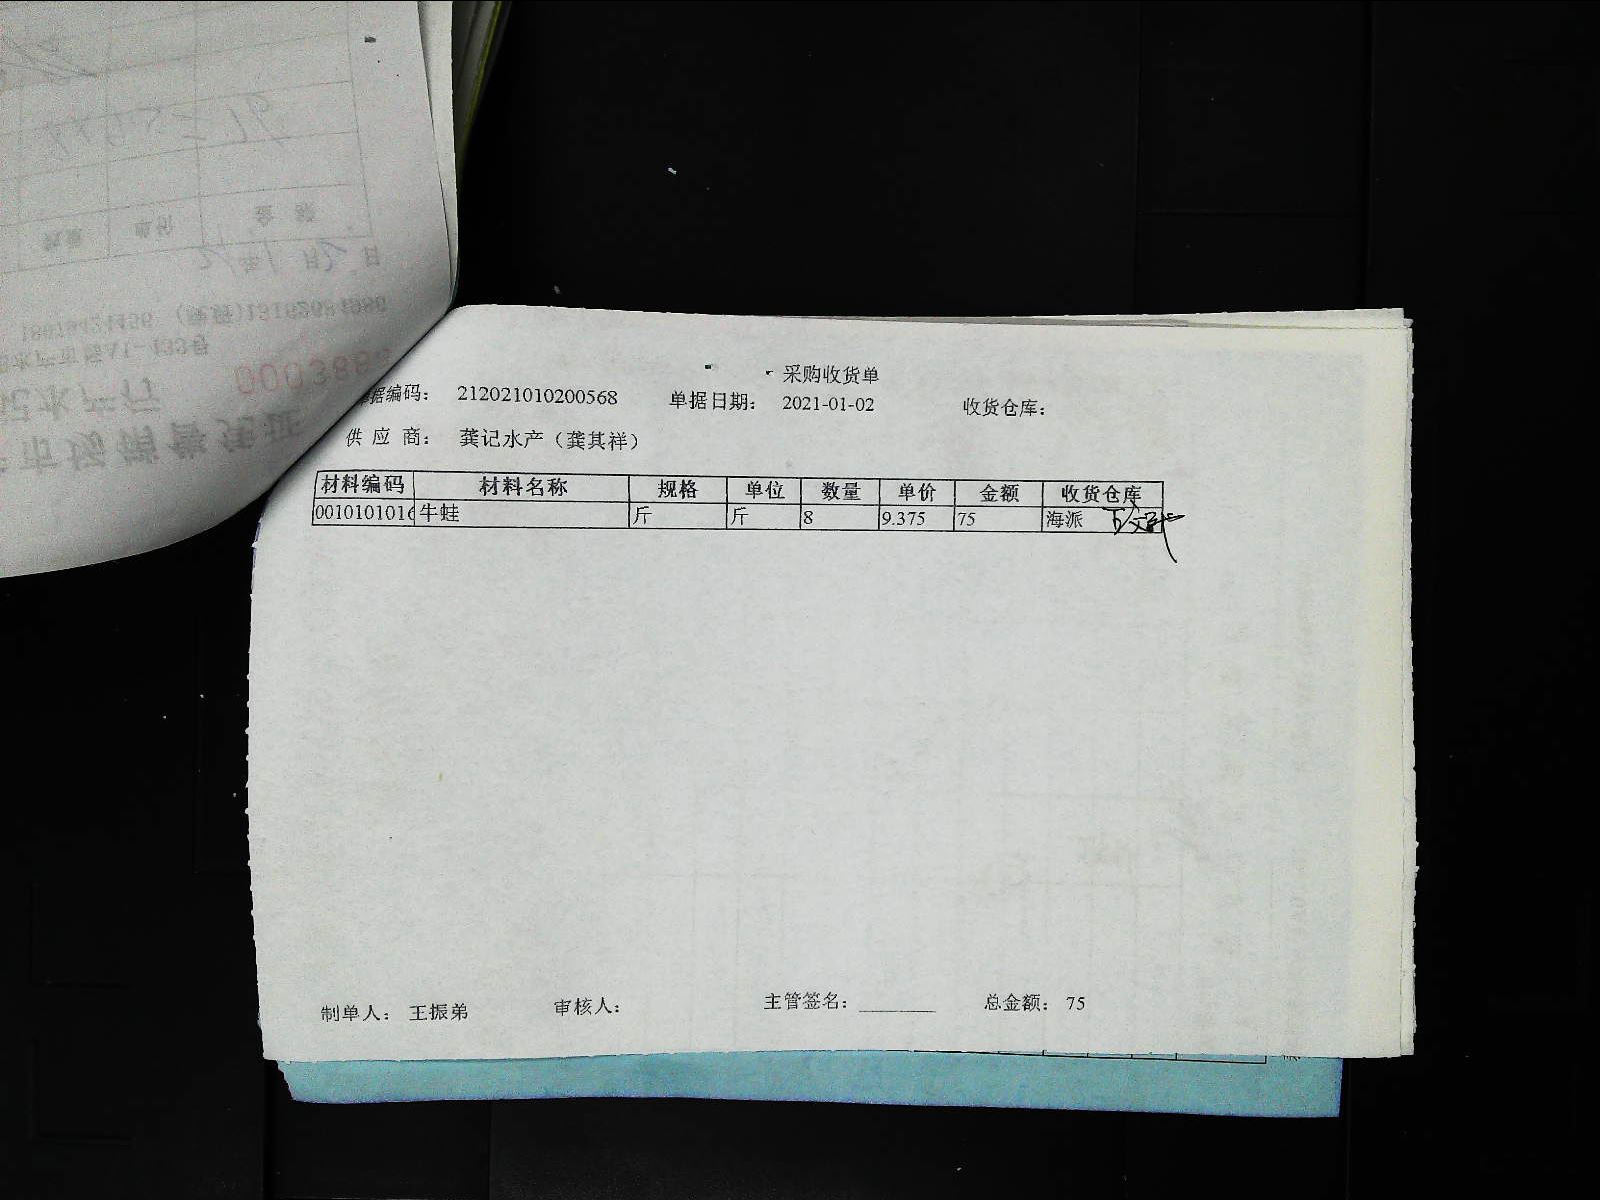 采购收货单
据编码： 212021010200568 单据日期： 2021-01-02 收货仓库：
供 应 商： 龚记水产（龚其祥）
材料编码 材料名称 规格 单位 数量 单价 金额 收货仓库
0010101016 牛蛙 斤 斤 8 9.375 75 海派
制单人： 王振弟 审核人： 主管签名： 总金额： 75